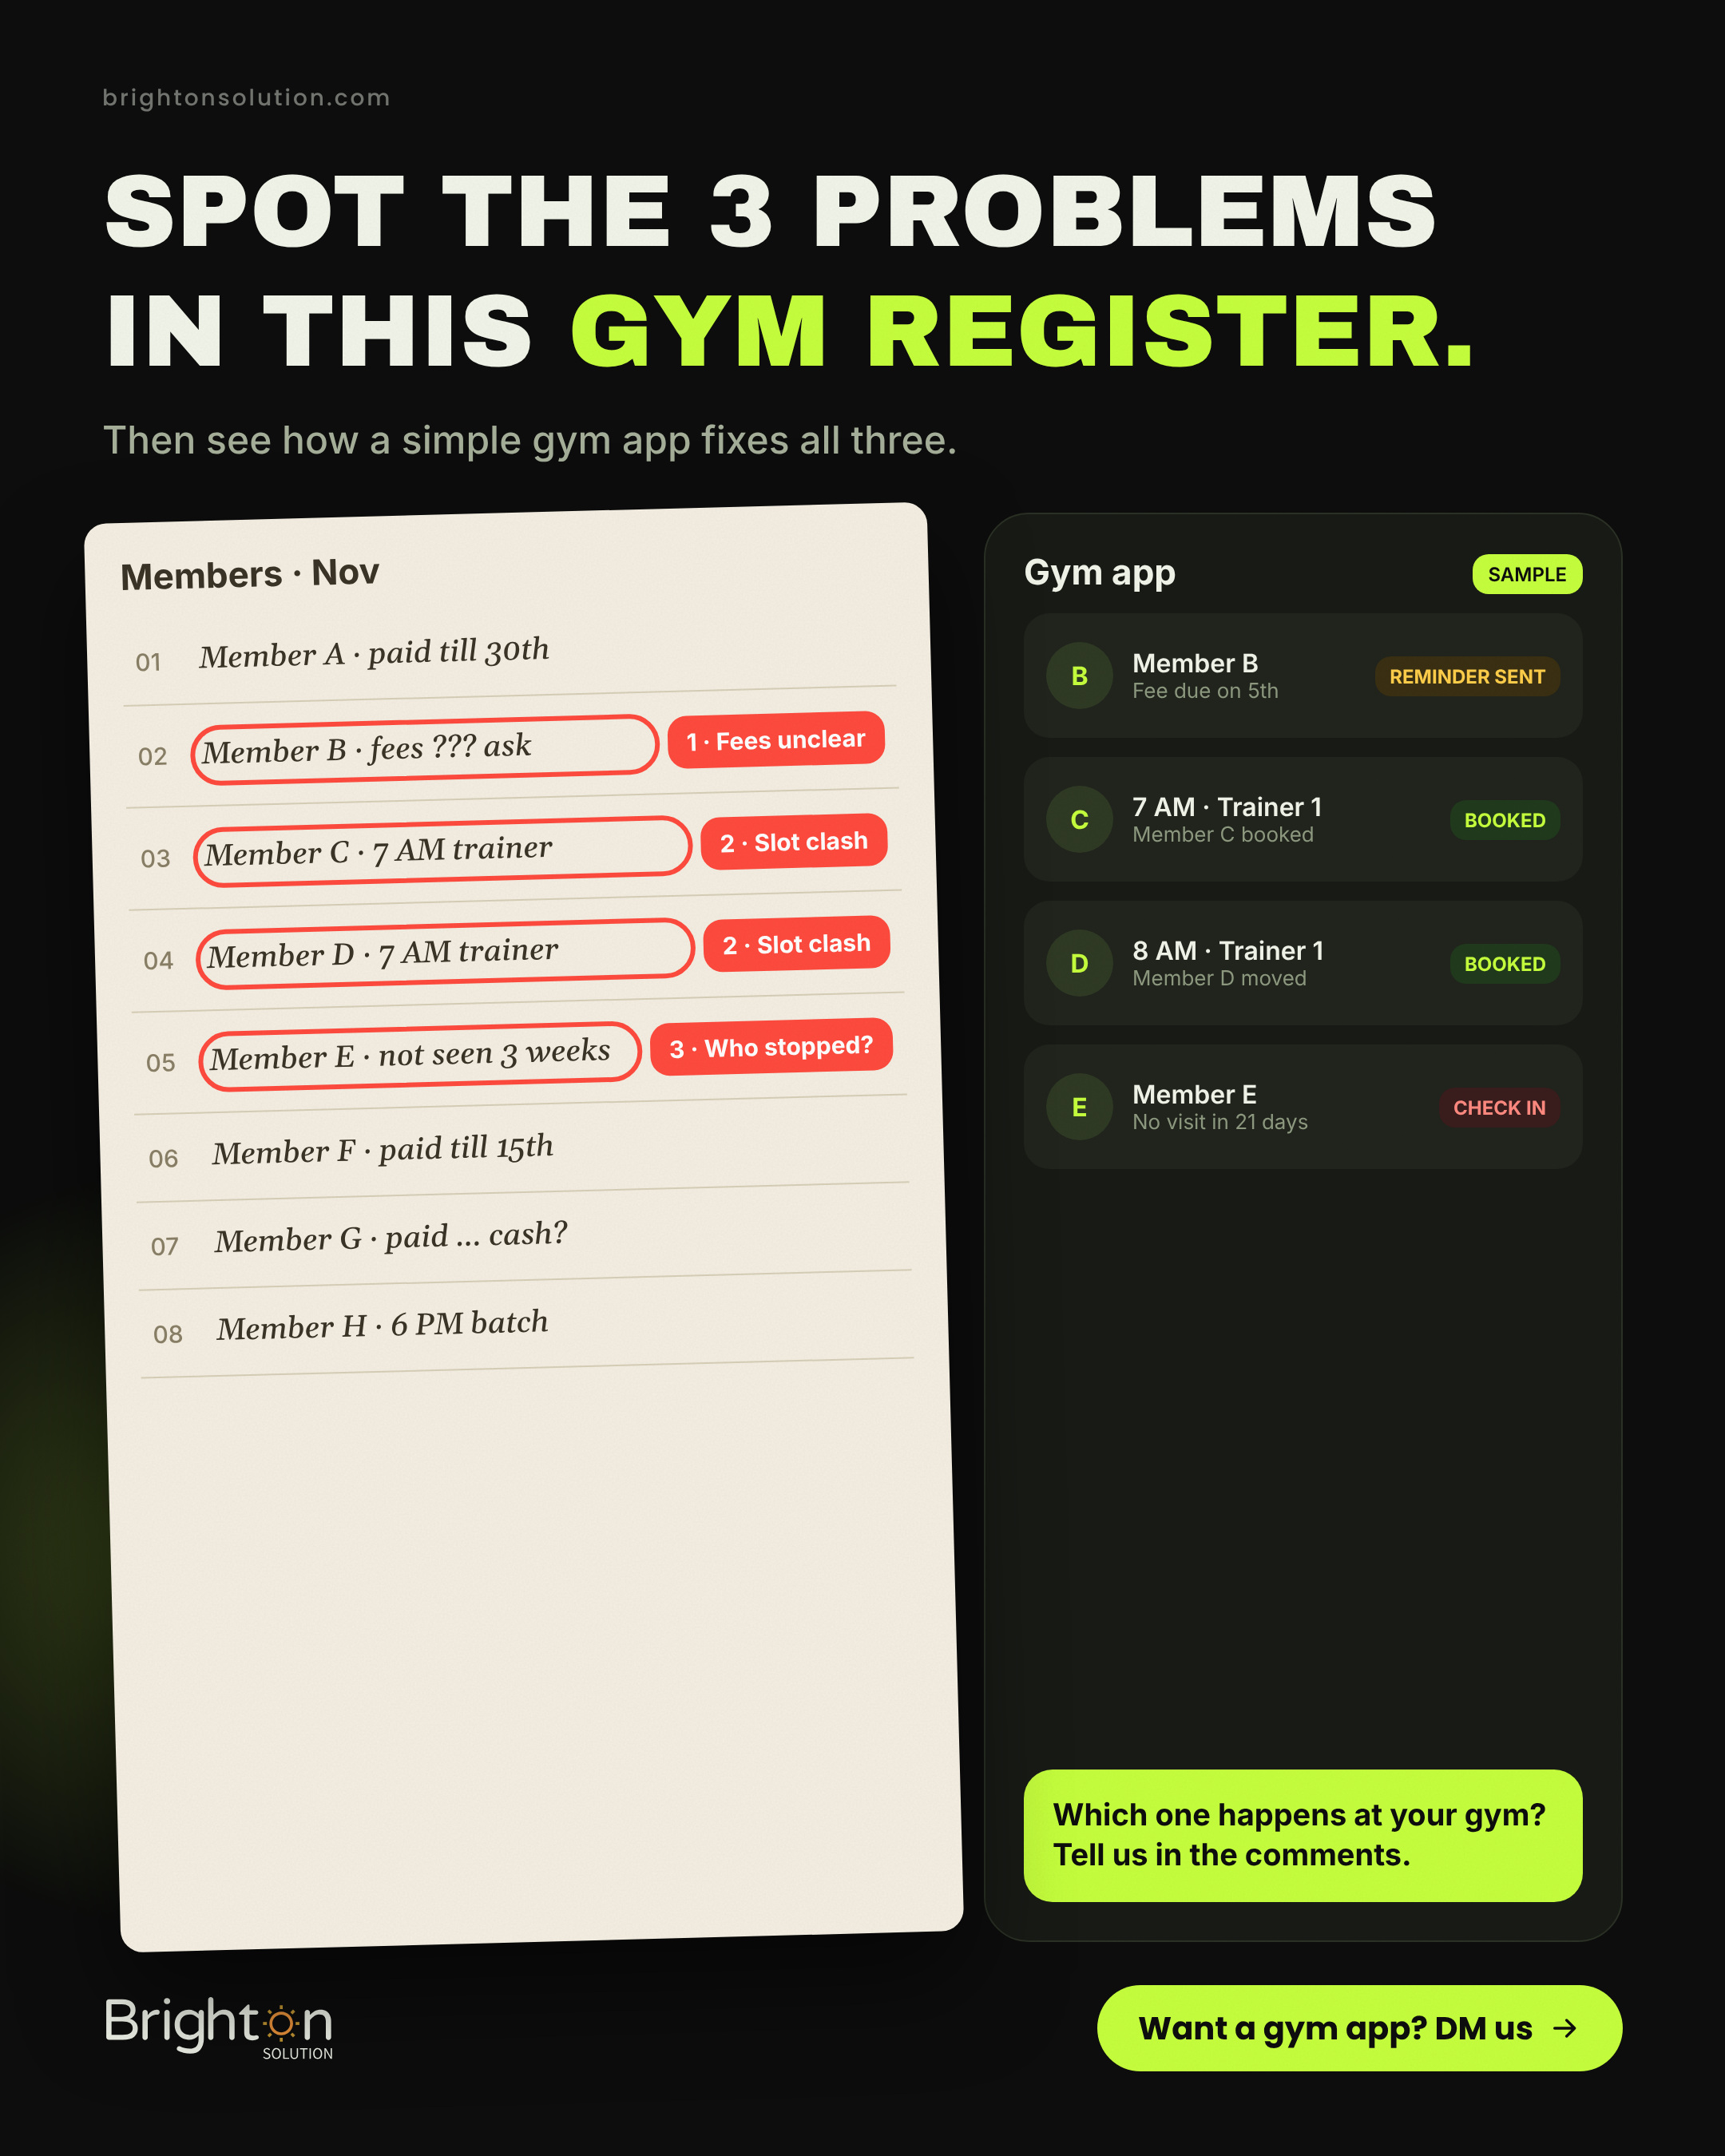 brightonsolution.com
SPOT THE 3 PROBLEMS
IN THIS GYM REGISTER.
Then see how a simple gym app fixes all three.
Members · Nov
01 Member A · paid till 30th
02 Member B · fees ??? ask 1 · Fees unclear
03 Member C · 7 AM trainer 2 · Slot clash
04 Member D · 7 AM trainer 2 · Slot clash
05 Member E · not seen 3 weeks 3 · Who stopped?
06 Member F · paid till 15th
07 Member G · paid ... cash?
08 Member H · 6 PM batch
Gym app SAMPLE
B Member B REMINDER SENT
Fee due on 5th
C 7 AM · Trainer 1 BOOKED
Member C booked
D 8 AM · Trainer 1 BOOKED
Member D moved
E Member E CHECK IN
No visit in 21 days
Which one happens at your gym?
Tell us in the comments.
Brighton
SOLUTION
Want a gym app? DM us →